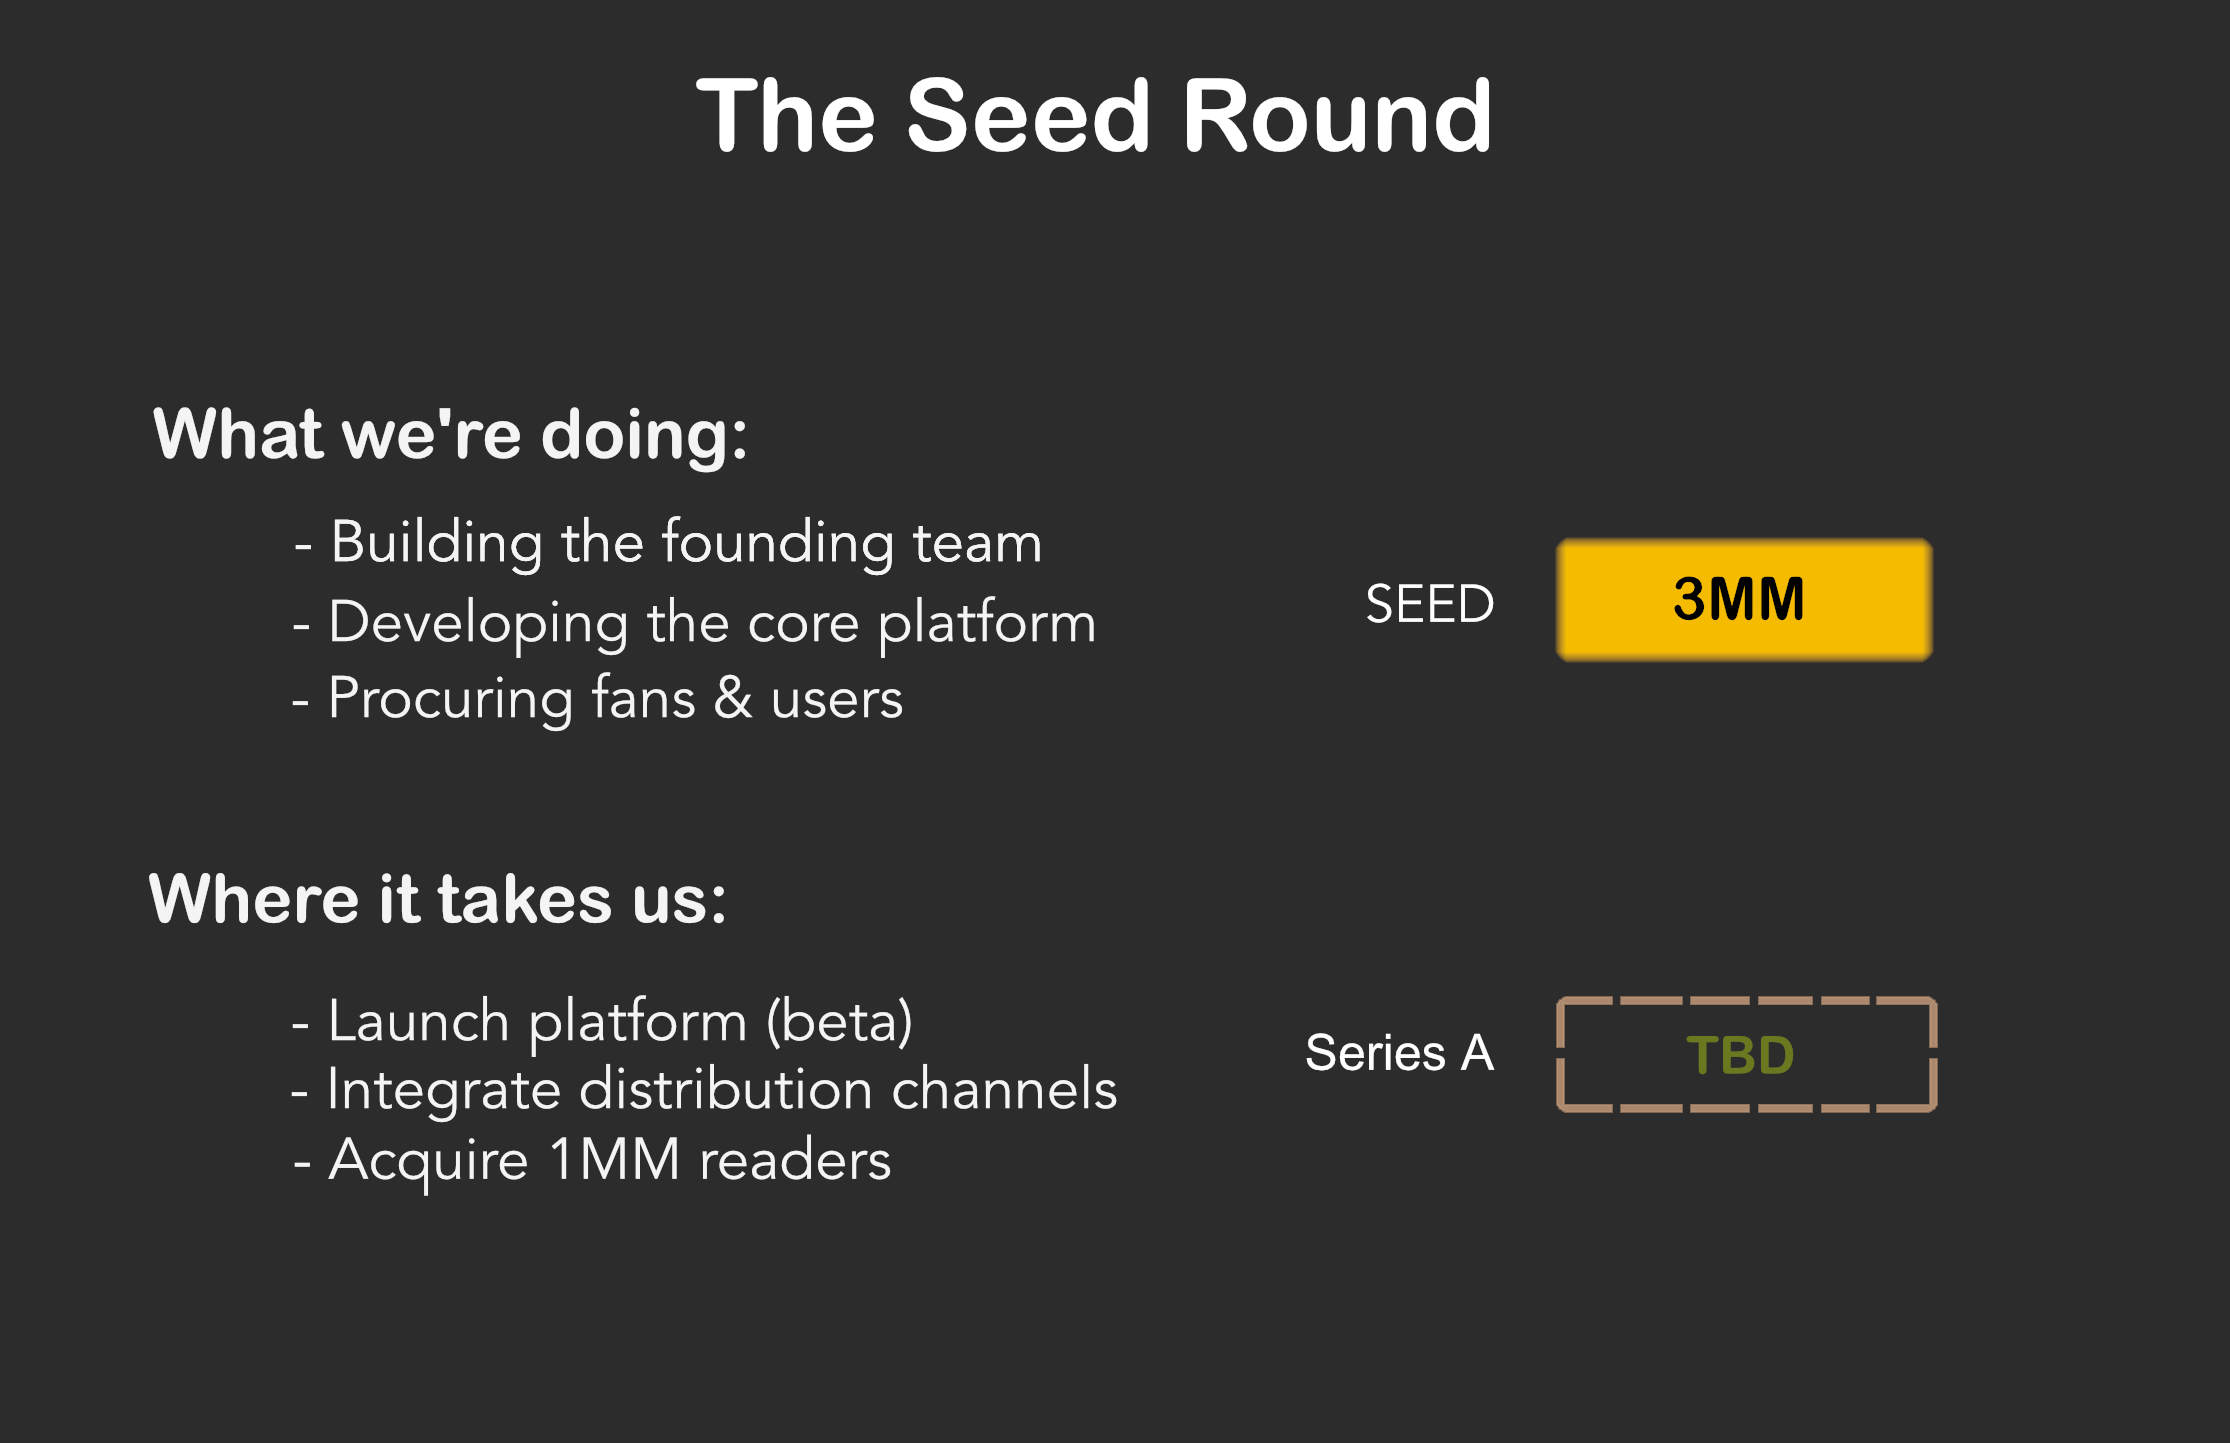 The Seed Round
What we're doing:
- Building the founding team
- Developing the core platform
- Procuring fans & users
SEED
3MM
Where it takes us:
- Launch platform (beta)
- Integrate distribution channels
- Acquire 1MM readers
Series A
TBD